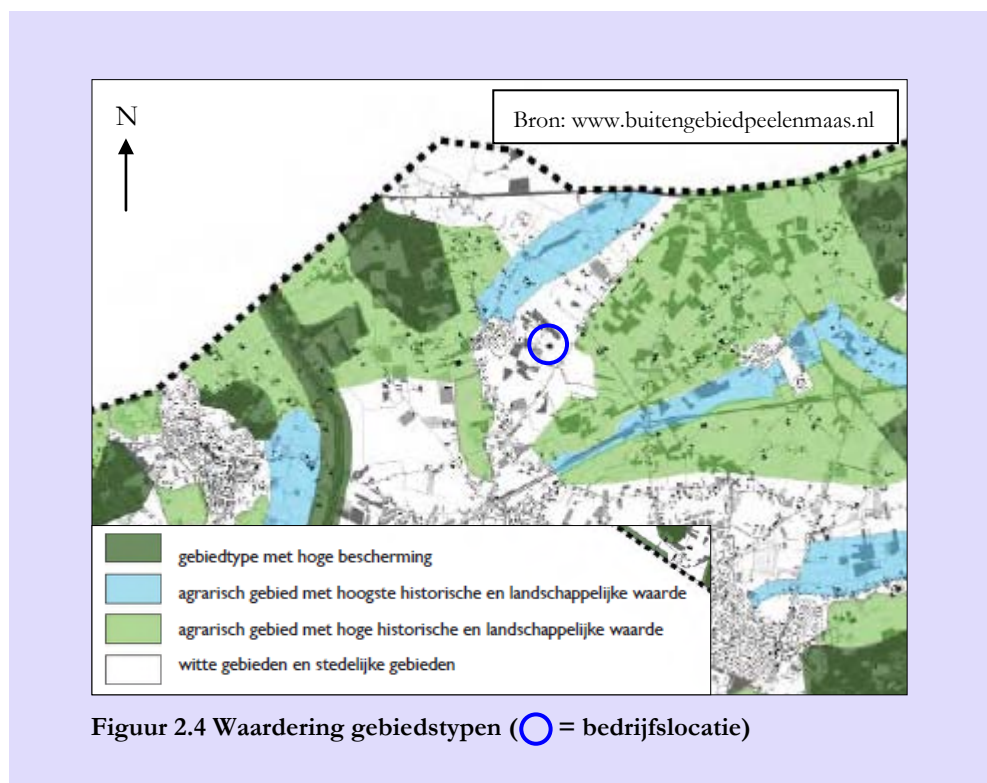 N
Bron: www.buitengebiedpeelenmaas.nl
gebiedtype met hoge bescherming
agrarisch gebied met hoogste historische en landschappelijke waarde
agrarisch gebied met hoge historische en landschappelijke waarde
witte gebieden en stedelijke gebieden
Figuur 2.4 Waardering gebiedstypen ( = bedrijfslocatie)